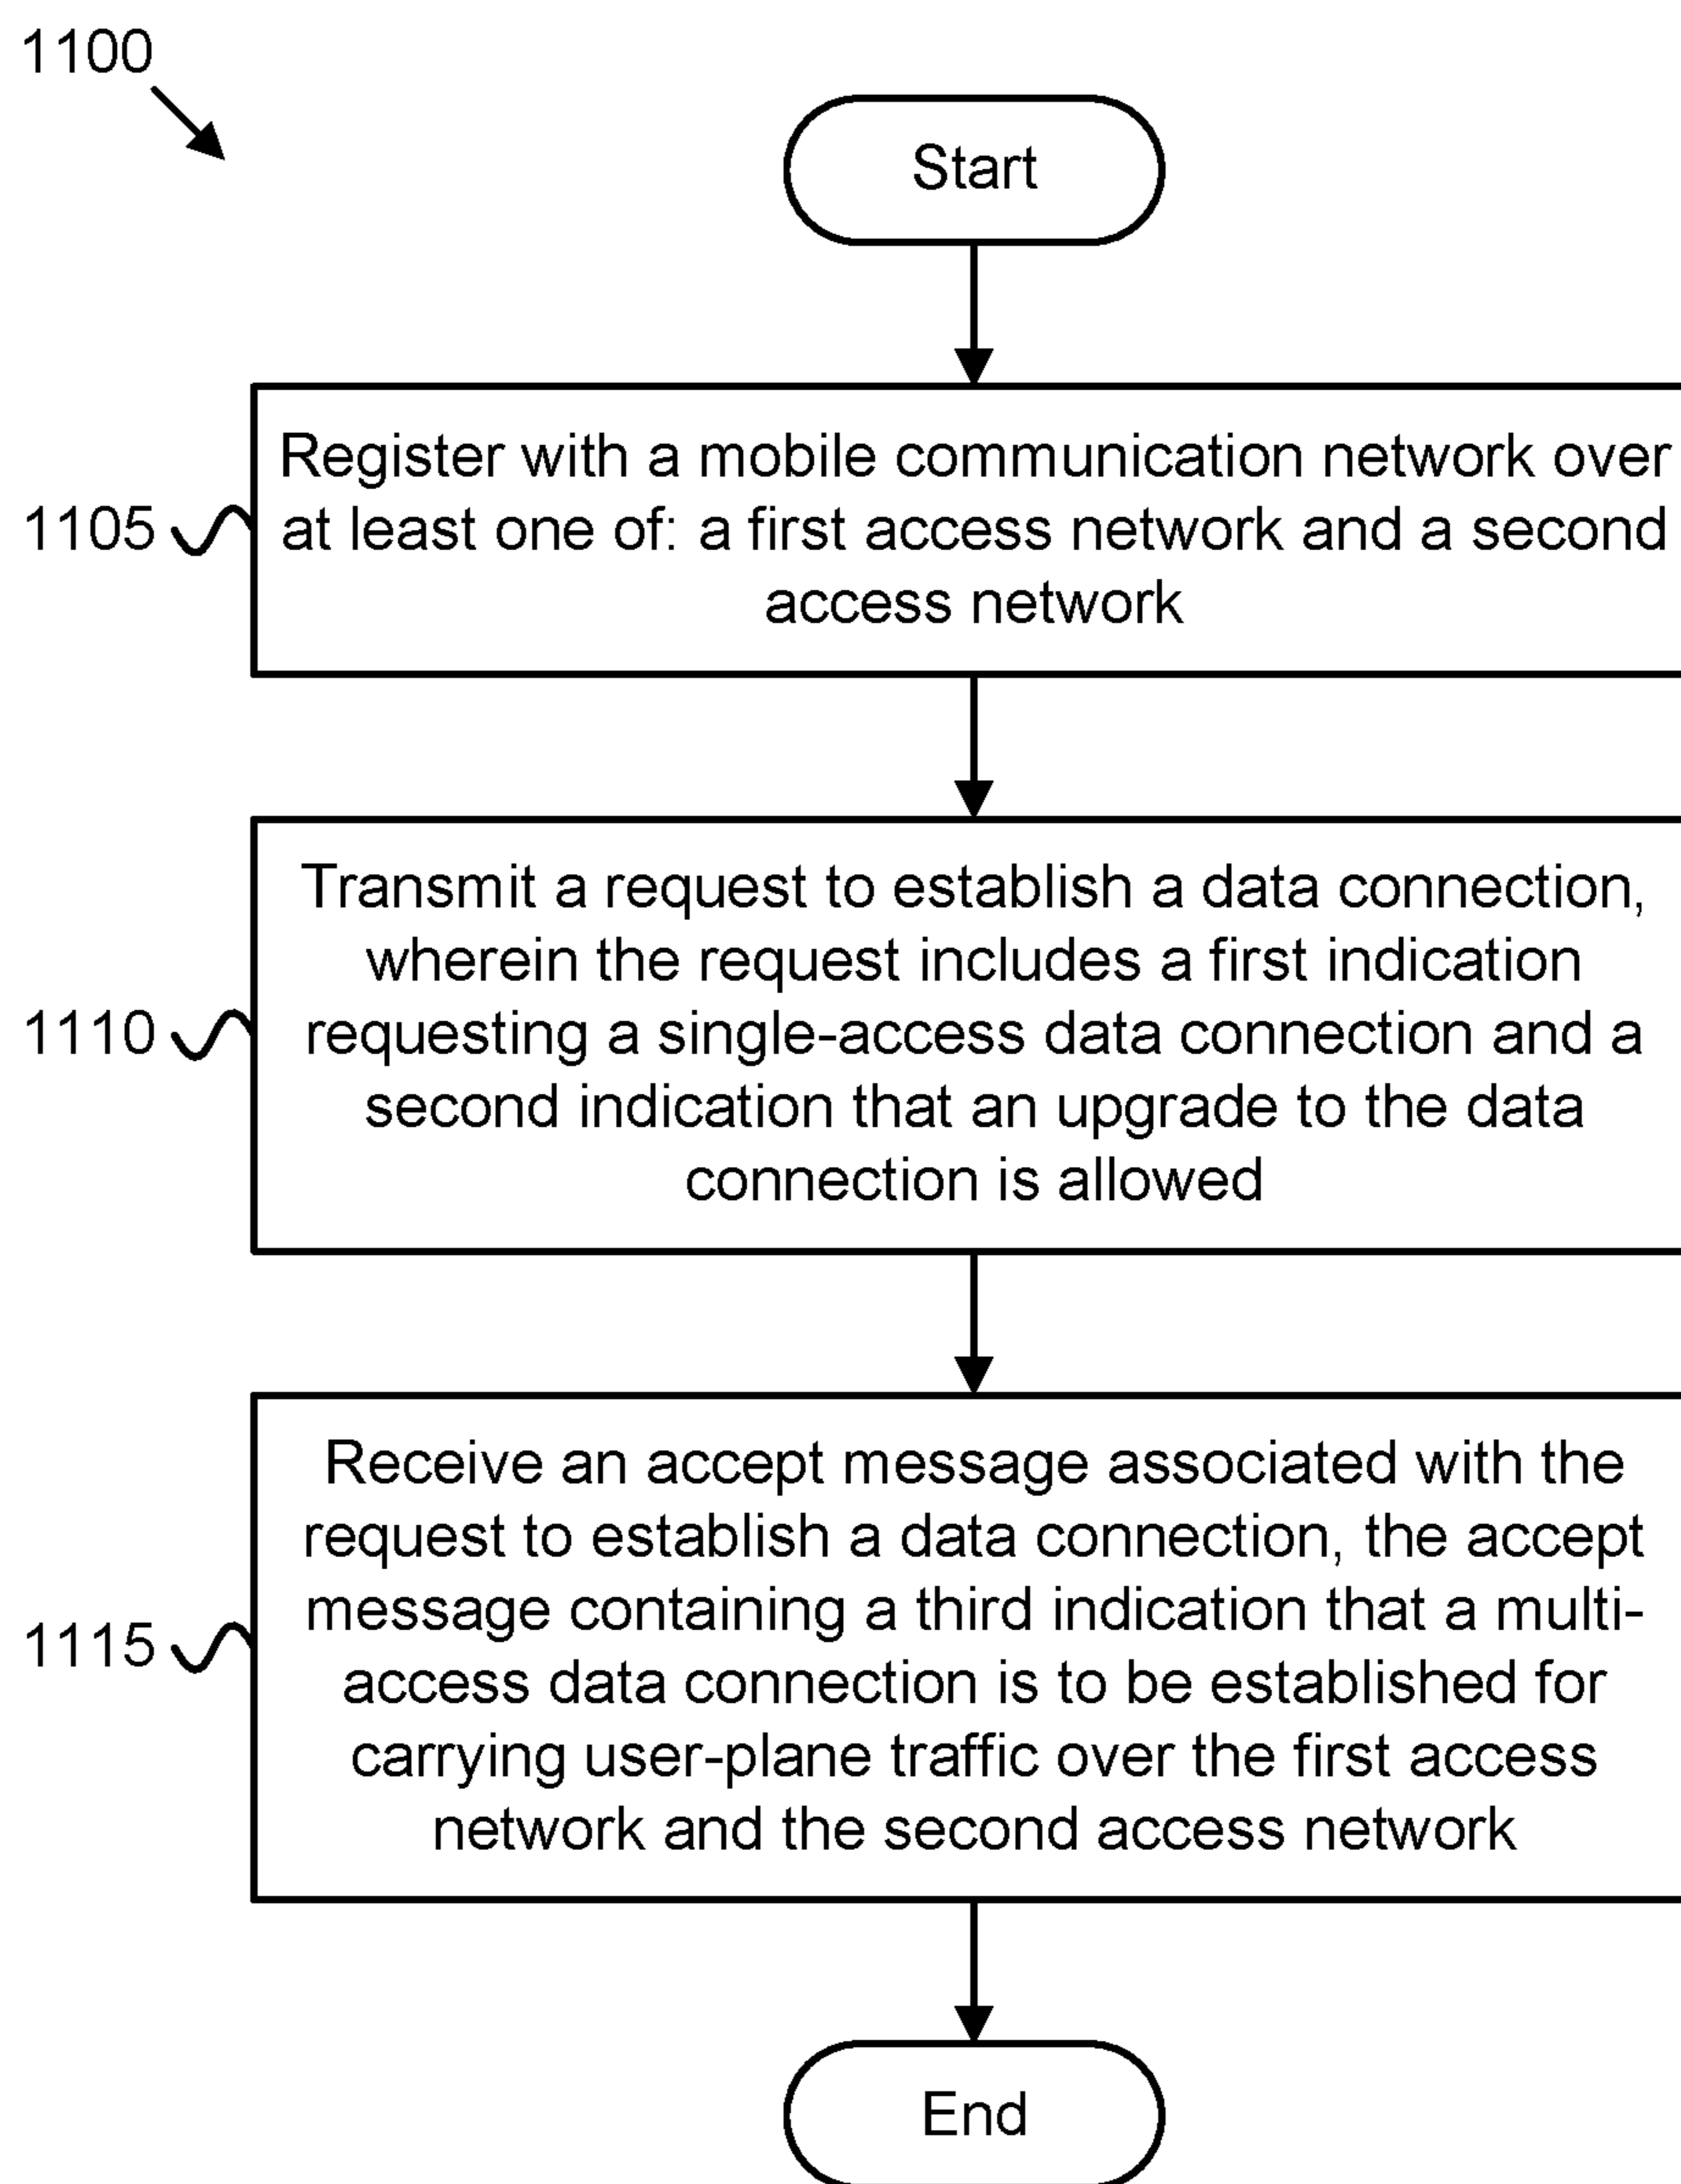 1100
Start
Register with a mobile communication network over
1105 at least one of: a first access network and a second
access network
Transmit a request to establish a data connection,
wherein the request includes a first indication
1110 requesting a single-access data connection and a
second indication that an upgrade to the data
connection is allowed
Receive an accept message associated with the
request to establish a data connection, the accept
message containing a third indication that a multi-
1115 access data connection is to be established for
carrying user-plane traffic over the first access
network and the second access network
End